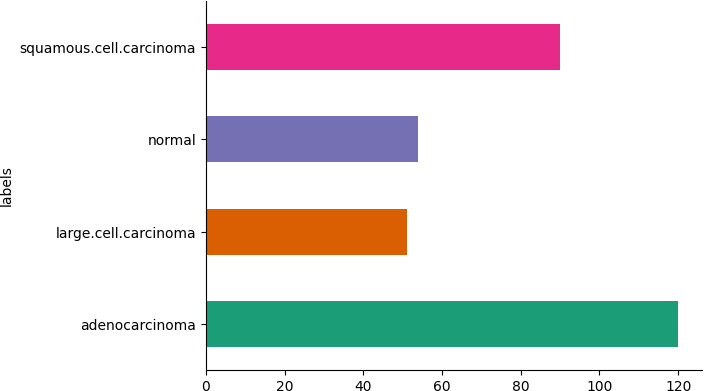 labels
squamous.cell.carcinoma
normal
large.cell.carcinoma
adenocarcinoma
0 20 40 60 80 100 120